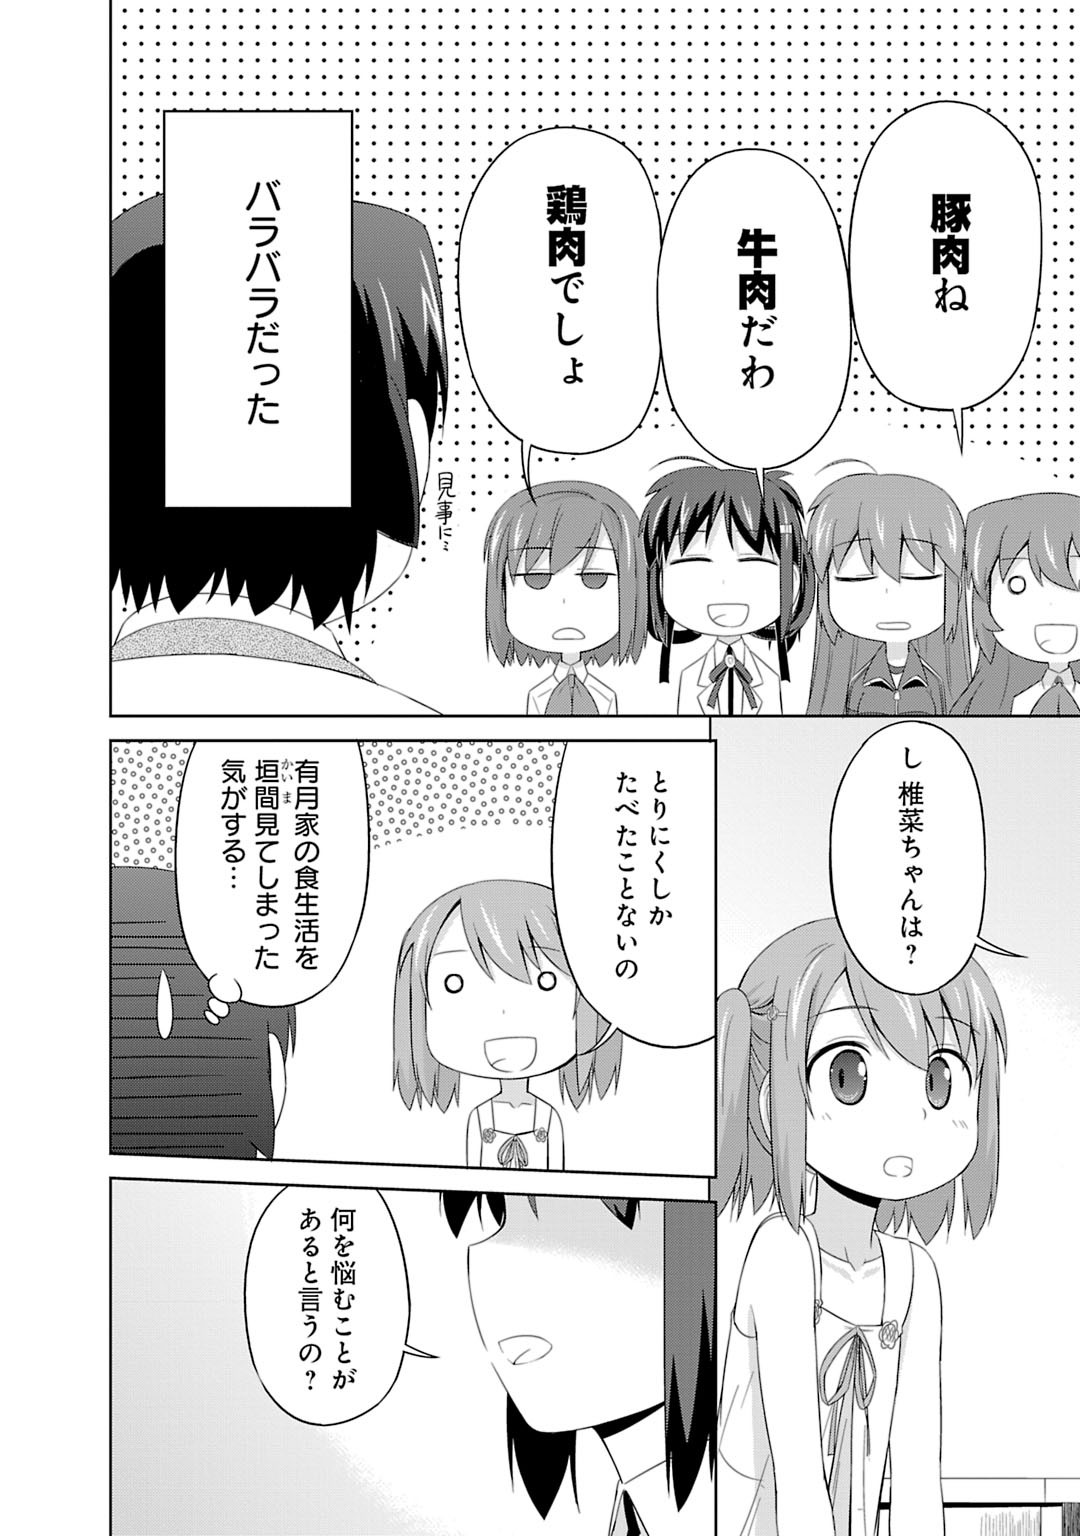 豚肉ね
牛肉だわ
鶏肉でしょ
見事に…
バラバラだった
し 椎菜ちゃんは？
とりにくしか
たべたことないの
有月家の食生活を
垣間見てしまった
かいま
気がする…
何を悩むことが
あると言うの？